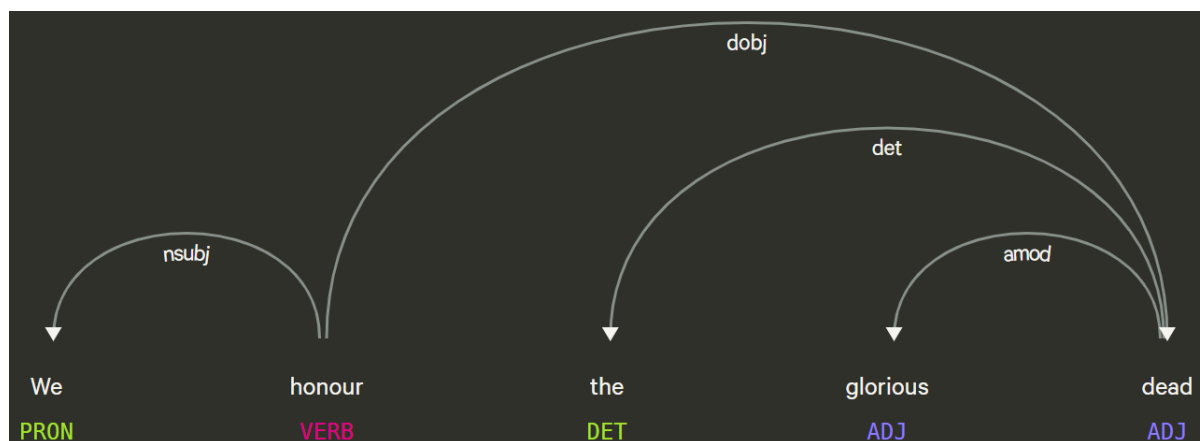 dobj
det
nsubj amod
We honour the glorious dead
PRON VERB DET ADJ ADJ